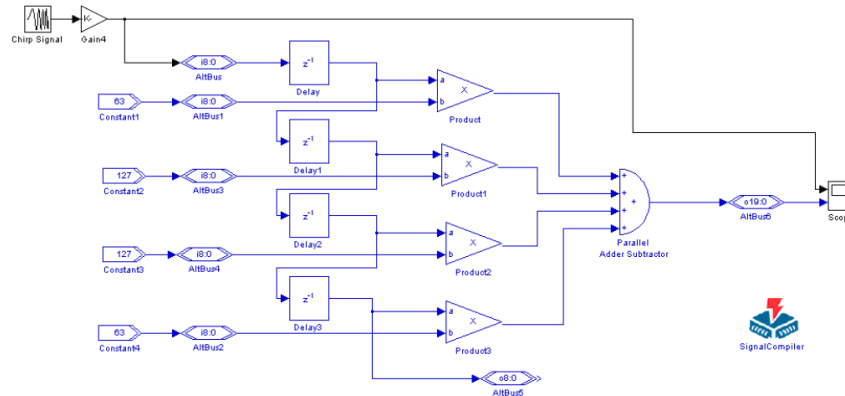 Chirp Signal
K-
Gain4
i8:0
AltBus
z-1
Delay
63
Constant1
i8:0
AltBus1
a
b
X
Product
z-1
Delay1
127
Constant2
i8:0
AltBus3
a
b
X
Product1
z-1
Delay2
127
Constant3
i8:0
AltBus4
a
b
X
Product2
z-1
Delay3
63
Constant4
i8:0
AltBus2
a
b
X
Product3
+
+
+
+
+
Parallel
Adder Subtractor
o19:0
AltBus6
Scop
o8:0
AltBus5
SignalCompiler